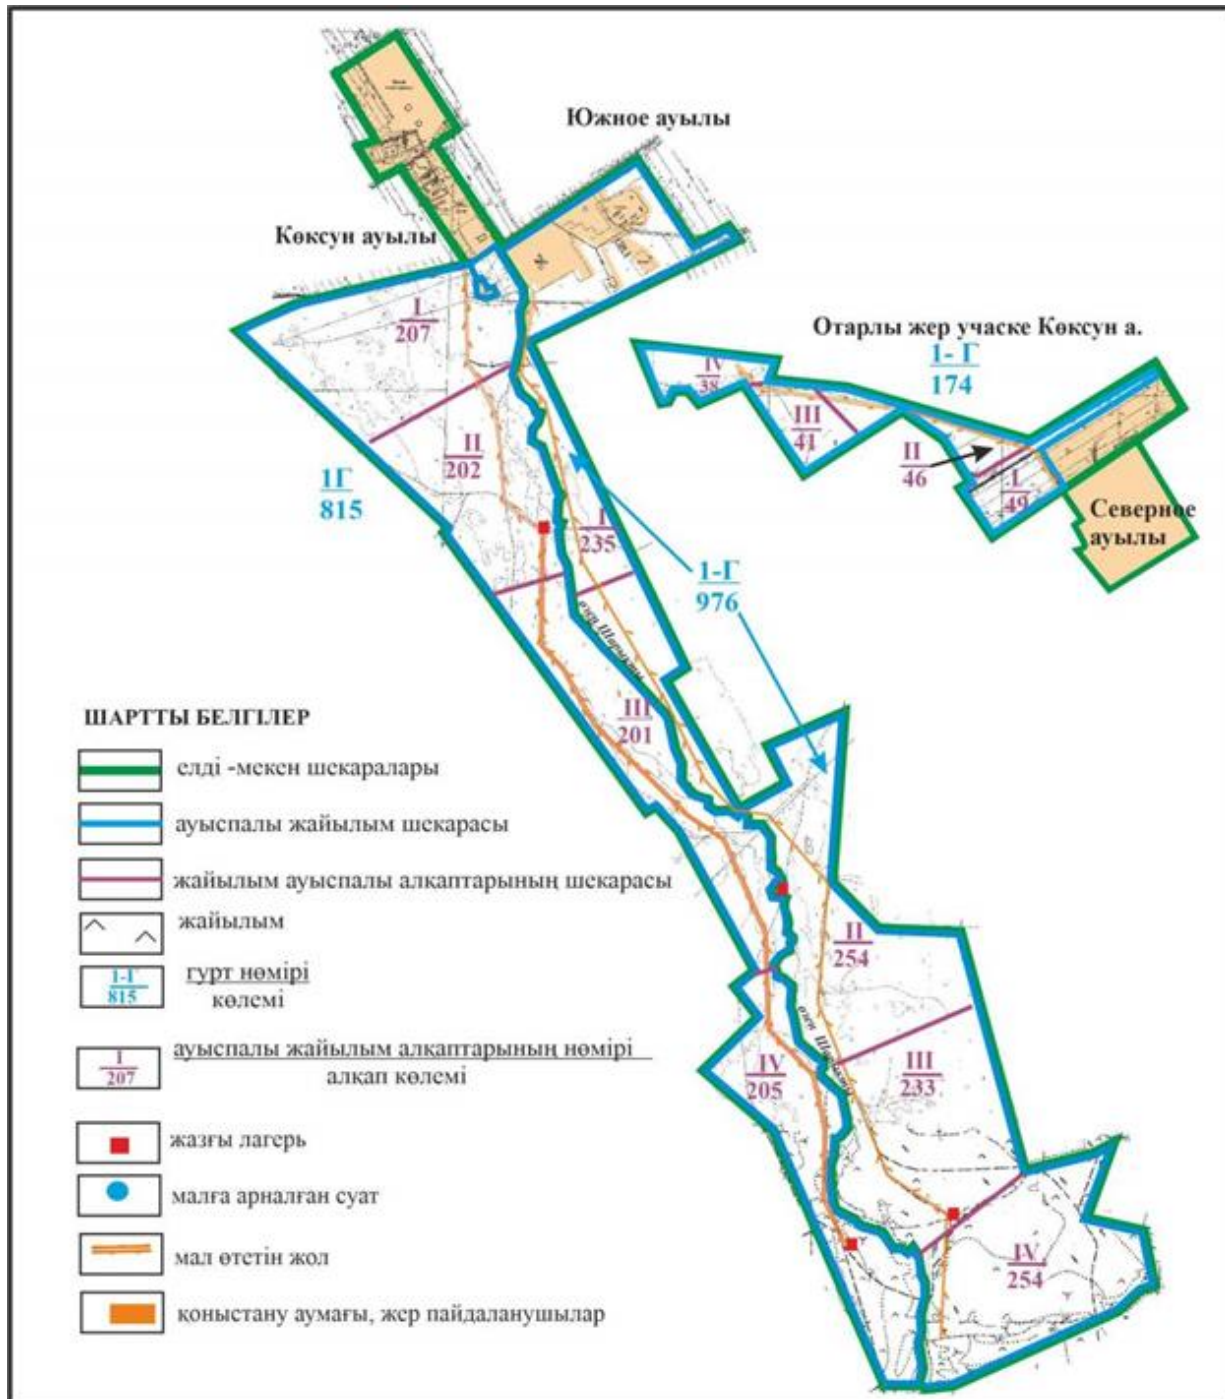 Южное ауылы
Көксун ауылы
I
207
Отарлы жер учаске Көксун а.
1- Г
174
IV
38
III
41
II
46
I
49
Северное
ауылы
II
202
1Г
815
I
235
1-Г
976
өзен Шарықты
III
201
ШАРТТЫ БЕЛГІЛЕР
елді -мекен шекаралары
ауыспалы жайылым шекарасы
жайылым ауыспалы алқаптарының шекарасы
жайылым
1-Г
815
гурт нөмірі
көлемі
I
207
ауыспалы жайылым алқаптарының нөмірі
алқап көлемі
жазғы лагерь
малға арналған суат
мал өтетін жол
қоныстану аумағы, жер пайдаланушылар
II
254
өзен
III
233
IV
205
IV
254